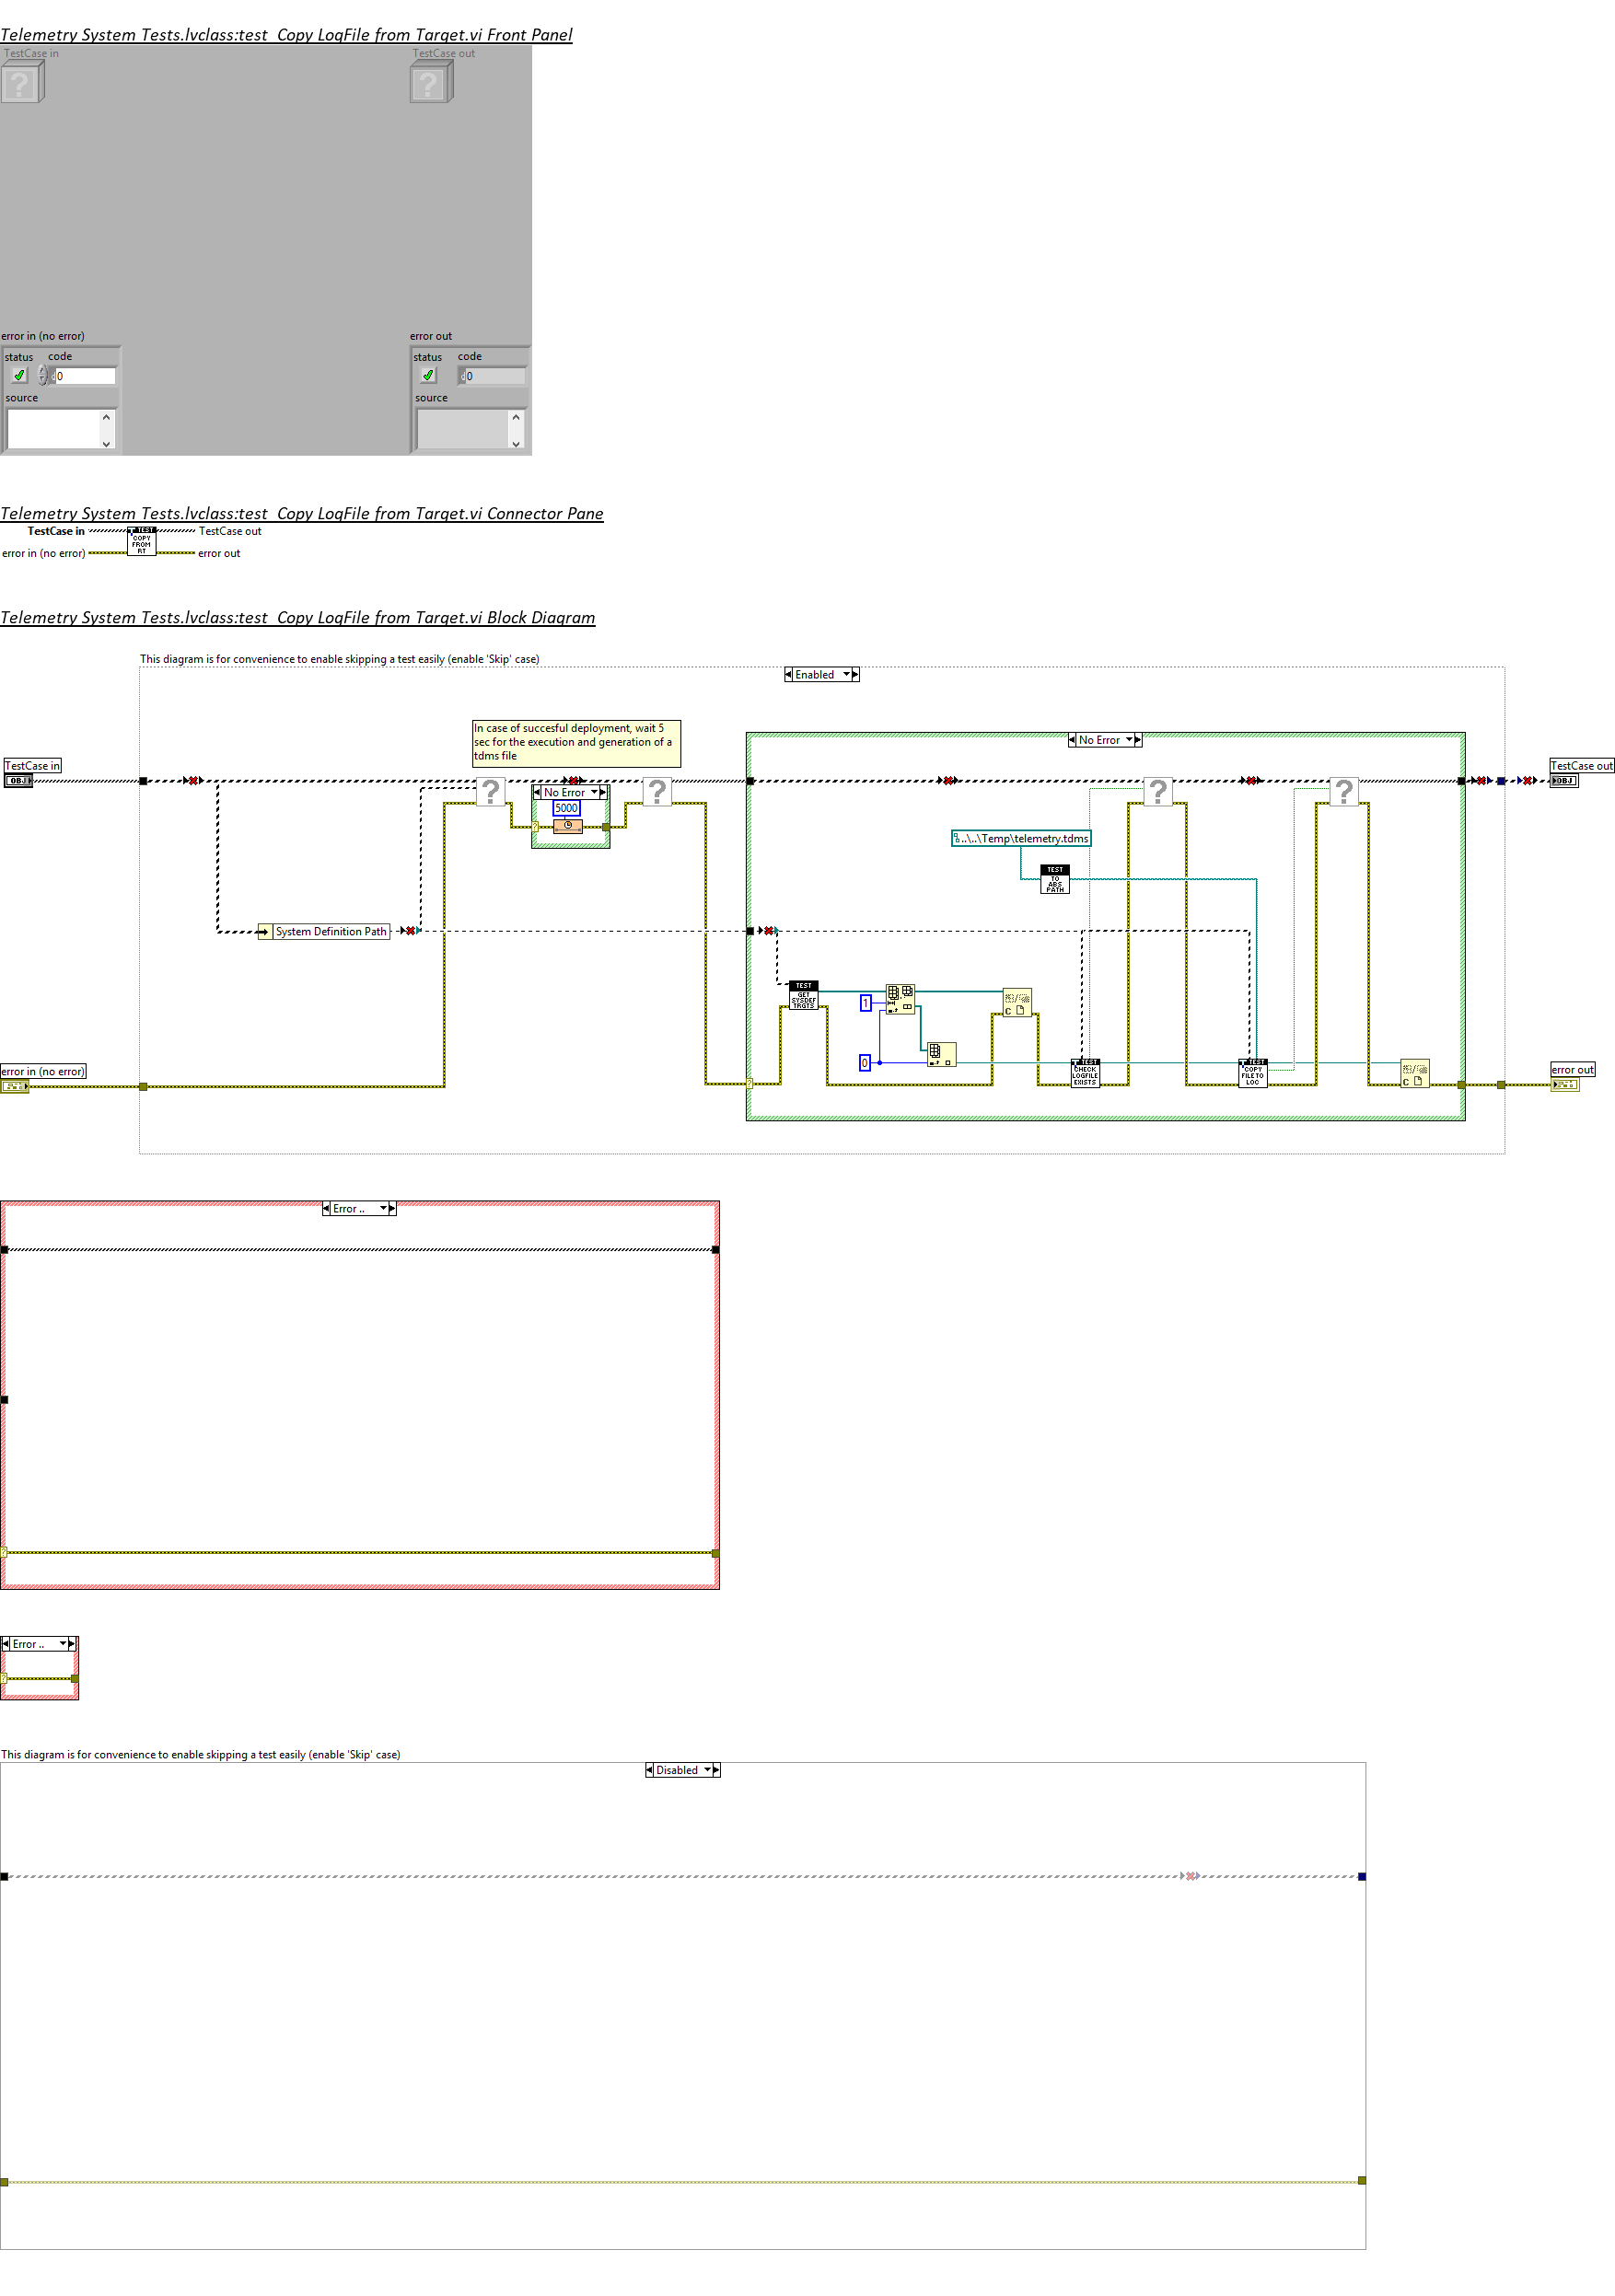 Telemetry System Tests.lvclass:test_Copy LogFile from Target.vi Front Panel
TestCase in
TestCase out
?
?
error in (no error)
error out
status code
status code
0
0
source
source
Telemetry System Tests.lvclass:test_Copy LogFile from Target.vi Connector Pane
TestCase in
TEST
COPY
FROM
RT
TestCase out
error in (no error)
error out
Telemetry System Tests.lvclass:test_Copy LogFile from Target.vi Block Diagram
This diagram is for convenience to enable skipping a test easily (enable 'Skip' case)
Enabled
In case of succesful deployment, wait 5
sec for the execution and generation of a
tdms file
No Error
TestCase in
OBJ
TestCase out
OBJ
?
No Error
5000
?
?
?
..\..\Temp\telemetry.tdms
TEST
TO
ABS
PATH
System Definition Path
TEST
GET
SYSDEF
TRGTS
1
0
C
TEST
CHECK
LOGFILE
EXISTS
TEST
COPY
FILE TO
LOC
C
error in (no error)
error out
?
?
Error ..
?
Error ..
?
This diagram is for convenience to enable skipping a test easily (enable 'Skip' case)
Disabled